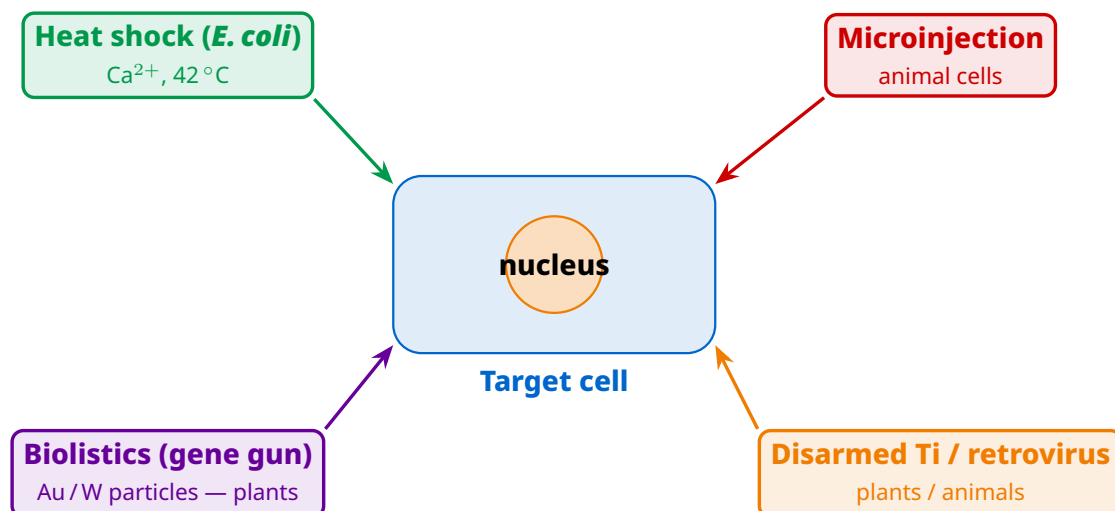 Heat shock (E. coli)
Ca²⁺, 42 °C
Microinjection
animal cells
nucleus
Target cell
Biolistics (gene gun)
Au / W particles — plants
Disarmed Ti / retrovirus
plants / animals